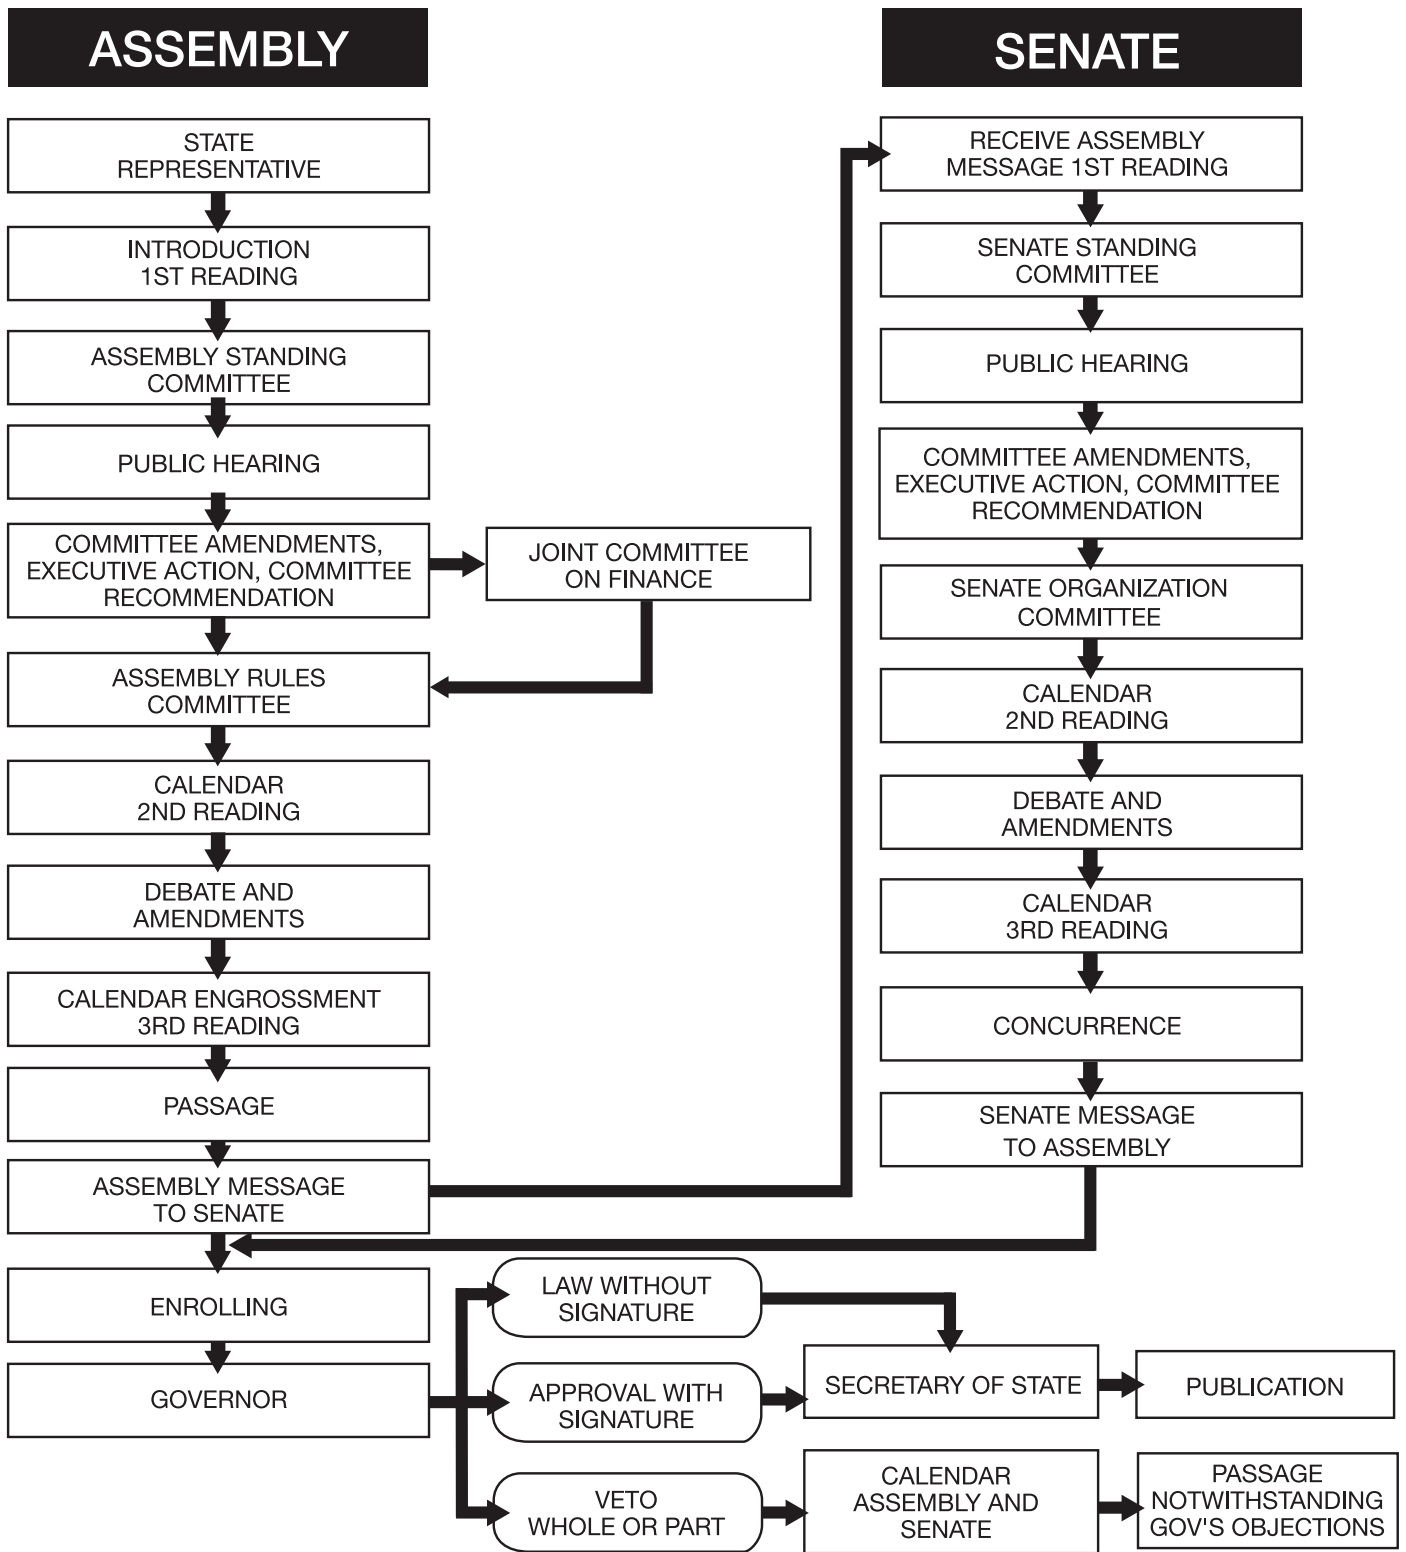 ASSEMBLY
STATE
REPRESENTATIVE
INTRODUCTION
1ST READING
ASSEMBLY STANDING
COMMITTEE
PUBLIC HEARING
COMMITTEE AMENDMENTS,
EXECUTIVE ACTION, COMMITTEE
RECOMMENDATION
JOINT COMMITTEE
ON FINANCE
ASSEMBLY RULES
COMMITTEE
CALENDAR
2ND READING
DEBATE AND
AMENDMENTS
CALENDAR ENGROSSMENT
3RD READING
PASSAGE
ASSEMBLY MESSAGE
TO SENATE
SENATE
RECEIVE ASSEMBLY
MESSAGE 1ST READING
SENATE STANDING
COMMITTEE
PUBLIC HEARING
COMMITTEE AMENDMENTS,
EXECUTIVE ACTION, COMMITTEE
RECOMMENDATION
SENATE ORGANIZATION
COMMITTEE
CALENDAR
2ND READING
DEBATE AND
AMENDMENTS
CALENDAR
3RD READING
CONCURRENCE
SENATE MESSAGE
TO ASSEMBLY
ENROLLING
GOVERNOR
LAW WITHOUT
SIGNATURE
APPROVAL WITH
SIGNATURE
SECRETARY OF STATE
PUBLICATION
VETO
WHOLE OR PART
CALENDAR
ASSEMBLY AND
SENATE
PASSAGE
NOTWITHSTANDING
GOV'S OBJECTIONS